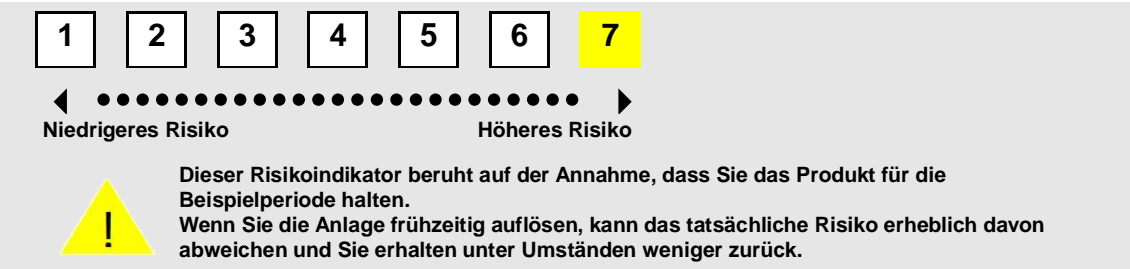 1 2 3 4 5 6 7
Niedrigeres Risiko Höheres Risiko
Dieser Risikoindikator beruht auf der Annahme, dass Sie das Produkt für die
Beispielperiode halten.
Wenn Sie die Anlage frühzeitig auflösen, kann das tatsächliche Risiko erheblich davon
abweichen und Sie erhalten unter Umständen weniger zurück.
!